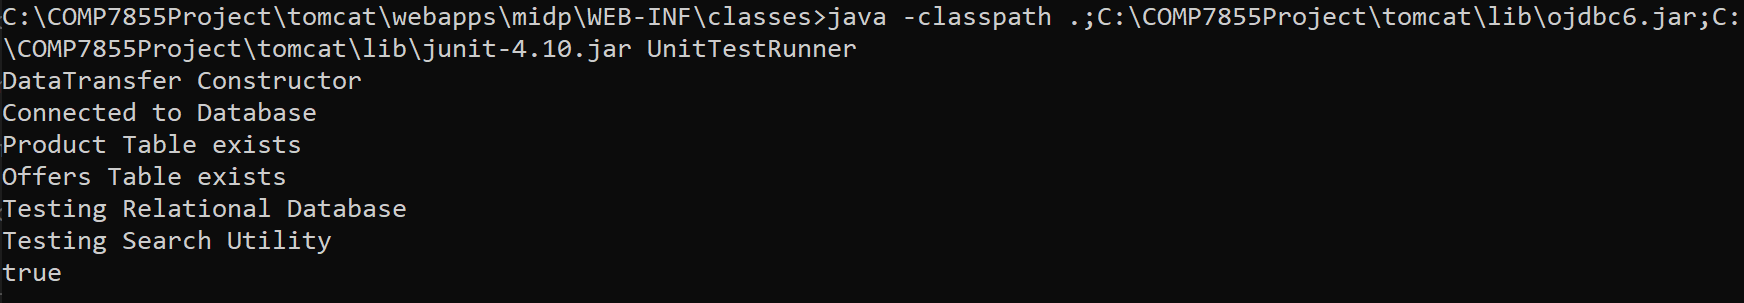 C:\COMP7855Project\tomcat\webapps\midp\WEB-INF\classes>java -classpath .;C:\COMP7855Project\tomcat\lib\ojdbc6.jar;C:
\COMP7855Project\tomcat\lib\junit-4.10.jar UnitTestRunner
DataTransfer Constructor
Connected to Database
Product Table exists
Offers Table exists
Testing Relational Database
Testing Search Utility
true